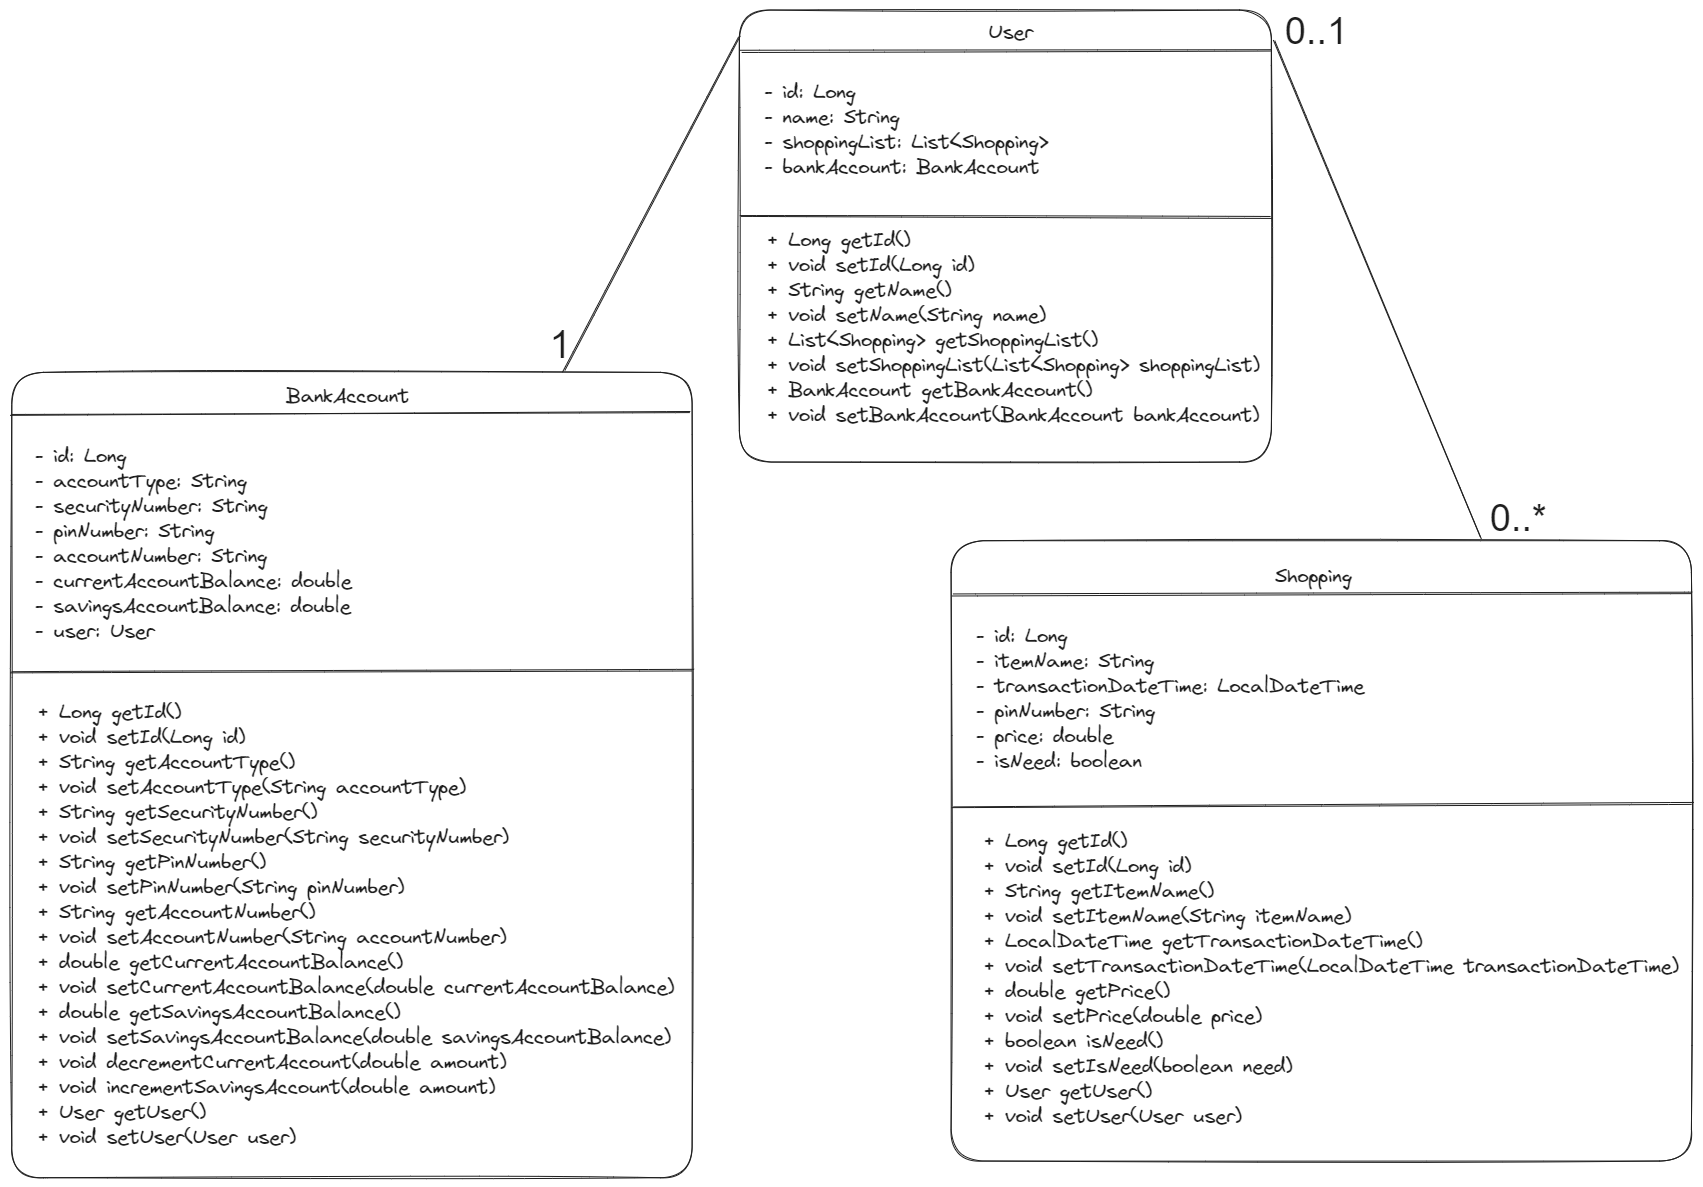 User
0..1
- id: Long
- name: String
- shoppingList: List<Shopping>
- bankAccount: BankAccount
+ Long getId()
+ void setId(Long id)
+ String getName()
+ void setName(String name)
+ List<Shopping> getShoppingList()
+ void setShoppingList(List<Shopping> shoppingList)
+ BankAccount getBankAccount()
+ void setBankAccount(BankAccount bankAccount)
1
BankAccount
- id: Long
- accountType: String
- securityNumber: String
- pinNumber: String
- accountNumber: String
- currentAccountBalance: double
- savingsAccountBalance: double
- user: User
+ Long getId()
+ void setId(Long id)
+ String getAccountType()
+ void setAccountType(String accountType)
+ String getSecurityNumber()
+ void setSecurityNumber(String securityNumber)
+ String getPinNumber()
+ void setPinNumber(String pinNumber)
+ String getAccountNumber()
+ void setAccountNumber(String accountNumber)
+ double getCurrentAccountBalance()
+ void setCurrentAccountBalance(double currentAccountBalance)
+ double getSavingsAccountBalance()
+ void setSavingsAccountBalance(double savingsAccountBalance)
+ void decrementCurrentAccount(double amount)
+ void incrementSavingsAccount(double amount)
+ User getUser()
+ void setUser(User user)
0..*
Shopping
- id: Long
- itemName: String
- transactionDateTime: LocalDateTime
- pinNumber: String
- price: double
- isNeed: boolean
+ Long getId()
+ void setId(Long id)
+ String getItemName()
+ void setItemName(String itemName)
+ LocalDateTime getTransactionDateTime()
+ void setTransactionDateTime(LocalDateTime transactionDateTime)
+ double getPrice()
+ void setPrice(double price)
+ boolean isNeed()
+ void setIsNeed(boolean need)
+ User getUser()
+ void setUser(User user)